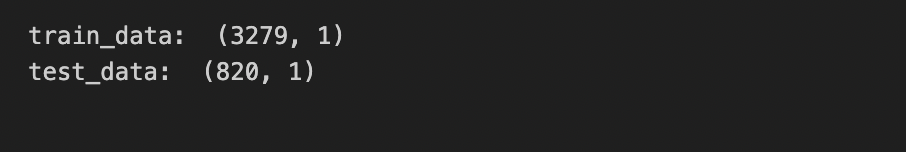 train_data:  (3279, 1)
test_data:  (820, 1)